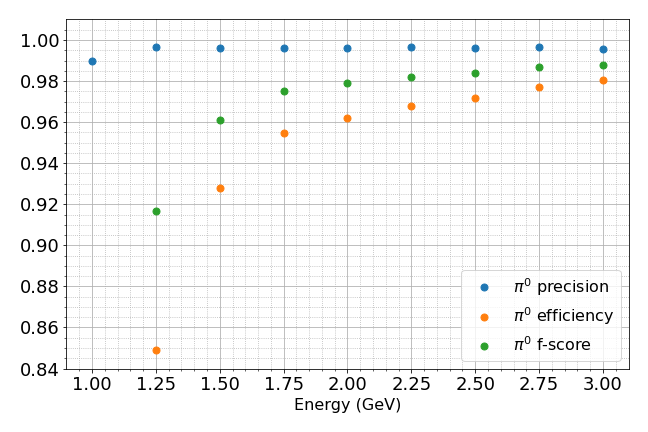 1.00
0.98
0.96
0.94
0.92
0.90
0.88
0.86
0.84
1.00 1.25 1.50 1.75 2.00 2.25 2.50 2.75 3.00
Energy (GeV)
π⁰ precision
π⁰ efficiency
π⁰ f-score